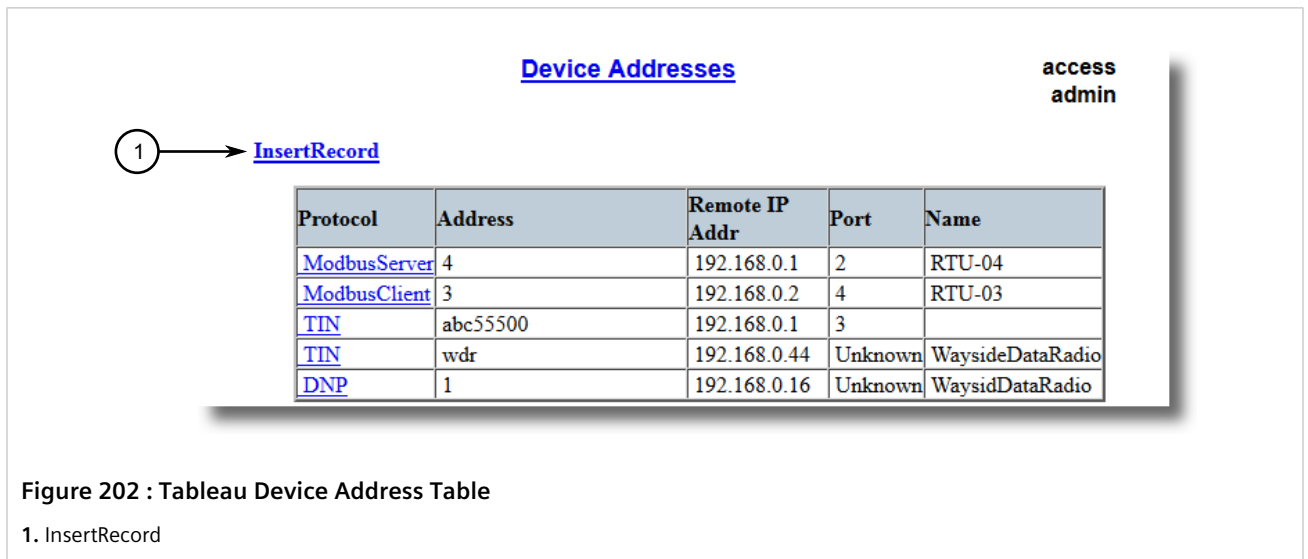 Device Addresses
access
admin
1
InsertRecord
Protocol Address Remote IP Addr Port Name
ModbusServer 4 192.168.0.1 2 RTU-04
ModbusClient 3 192.168.0.2 4 RTU-03
TIN abc55500 192.168.0.1 3
TIN wdr 192.168.0.44 Unknown WaysideDataRadio
DNP 1 192.168.0.16 Unknown WaysidDataRadio
Figure 202 : Tableau Device Address Table
1. InsertRecord